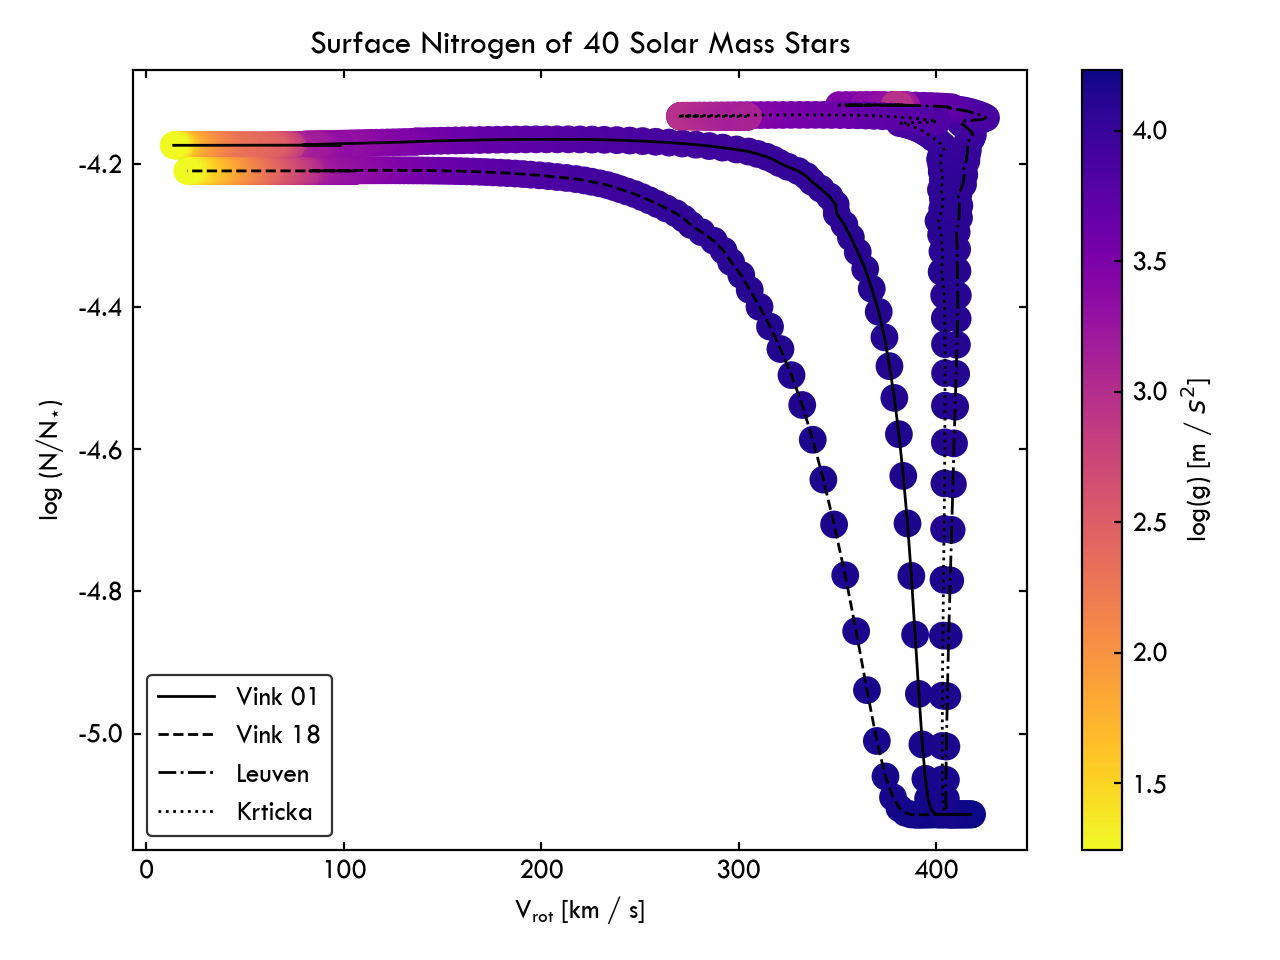 Surface Nitrogen of 40 Solar Mass Stars
-4.2
-4.4
-4.6
-4.8
-5.0
log (N/N⋆)
0 100 200 300 400
V_rot [km / s]
Vink 01
Vink 18
Leuven
Krticka
4.0
3.5
3.0
2.5
2.0
1.5
log(g) [m / s²]